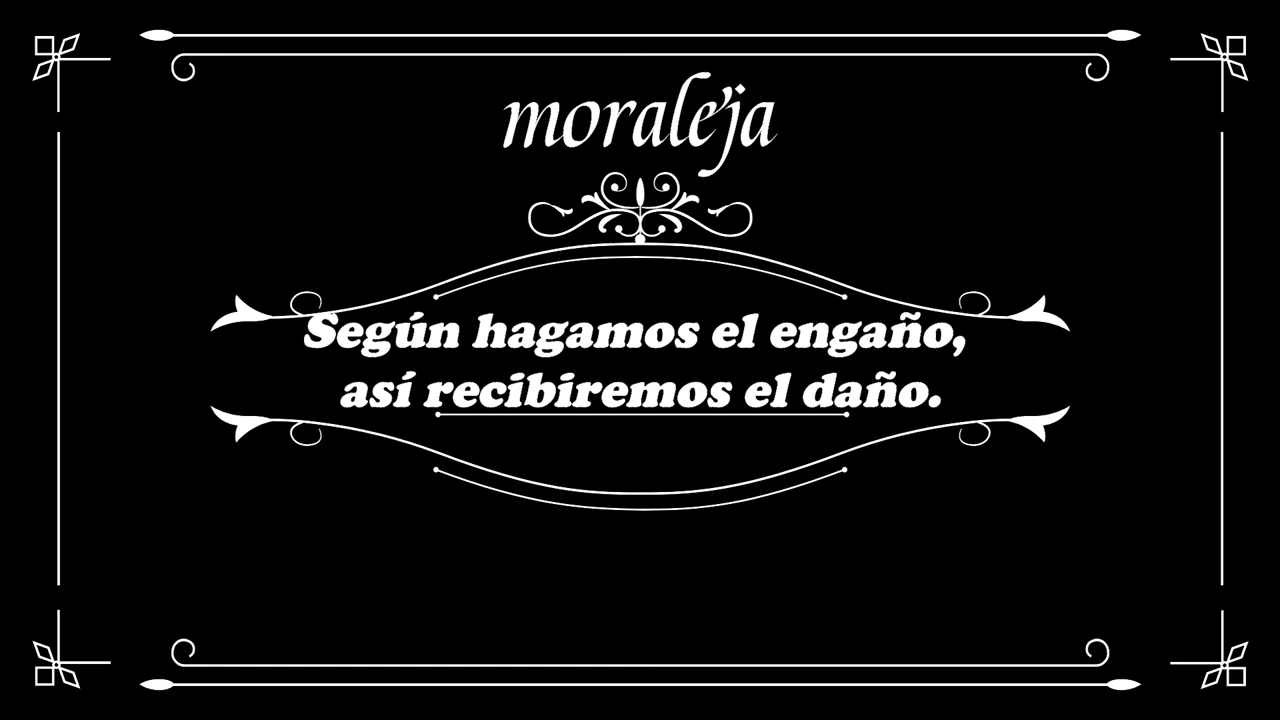 moraleja
Según hagamos el engaño,
así recibiremos el daño.